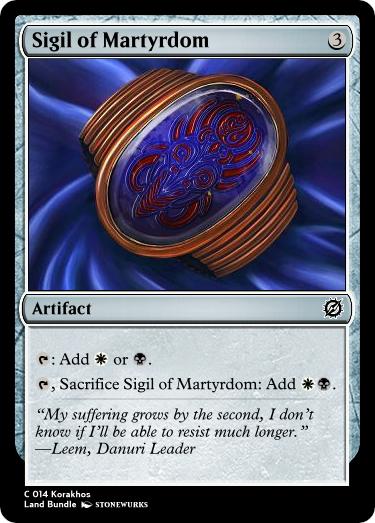 Sigil of Martyrdom 3
Artifact
: Add or .
, Sacrifice Sigil of Martyrdom: Add .
“My suffering grows by the second, I don’t
know if I’ll be able to resist much longer.”
—Leem, Danuri Leader
C 014 Korakhos
Land Bundle STONEWORKS